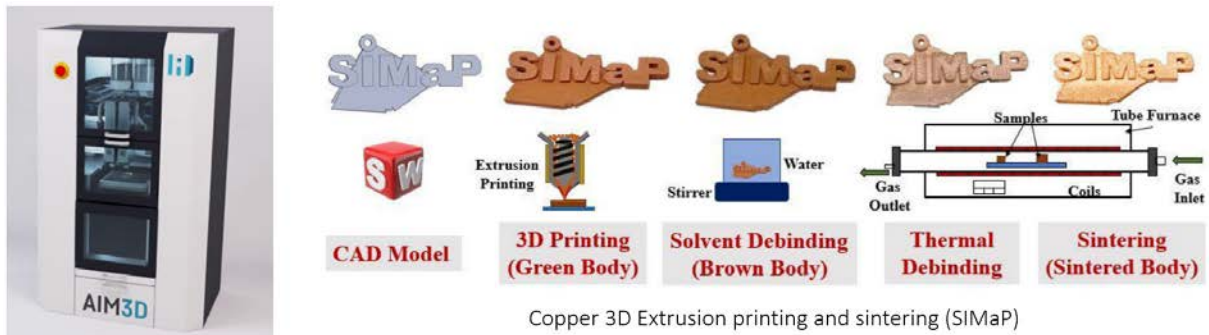 AIM3D
SIMaP
SIMaP
SIMaP
SIMaP
SIMaP
SW
Extrusion
Printing
Water
Stirrer
Samples
Tube Furnace
Gas
Outlet
Coils
Gas
Inlet
CAD Model
3D Printing
(Green Body)
Solvent Debinding
(Brown Body)
Thermal
Debinding
Sintering
(Sintered Body)
Copper 3D Extrusion printing and sintering (SIMaP)